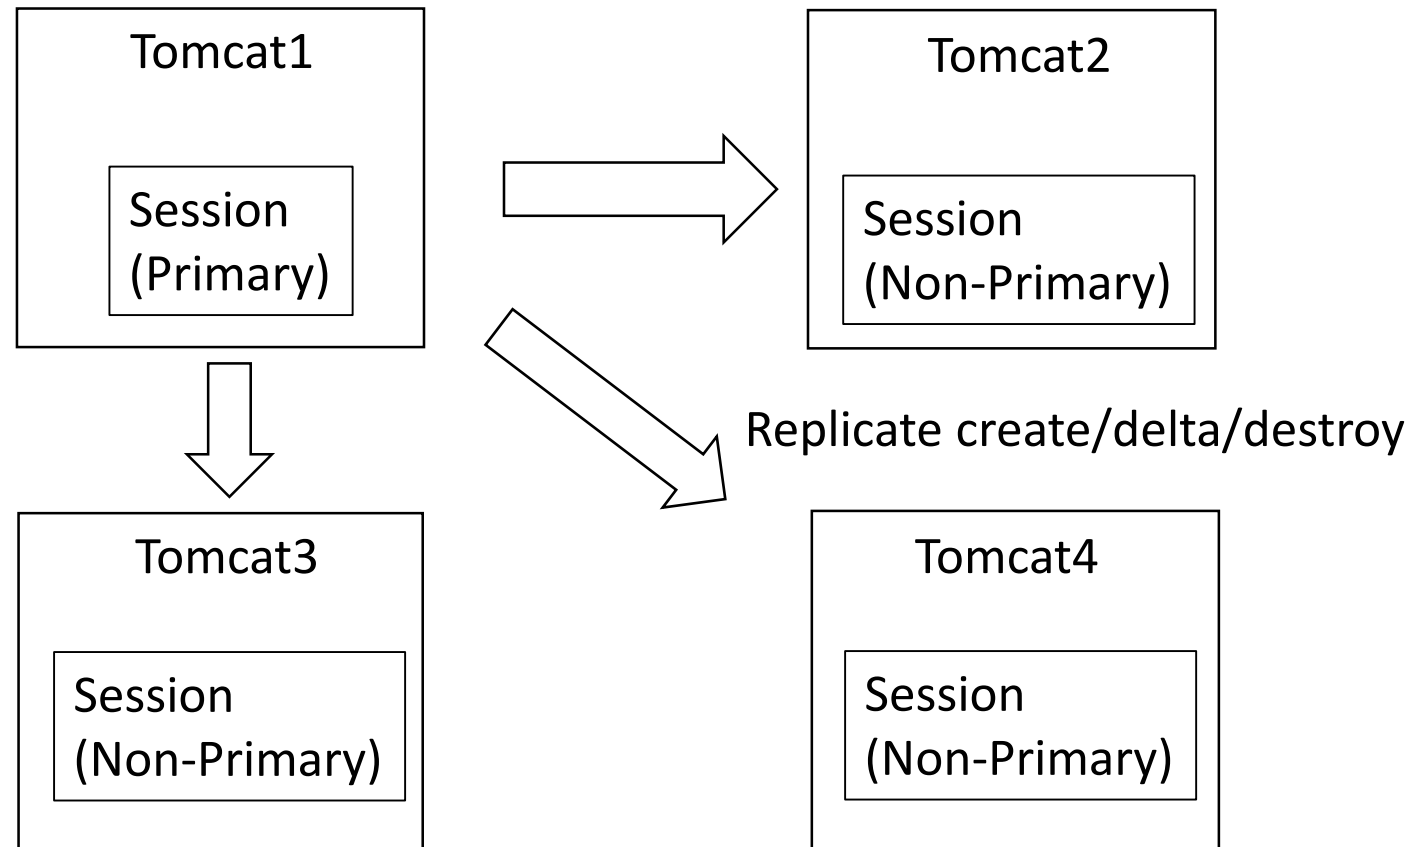 Tomcat1
Session
(Primary)
Tomcat2
Session
(Non-Primary)
Replicate create/delta/destroy
Tomcat3
Session
(Non-Primary)
Tomcat4
Session
(Non-Primary)